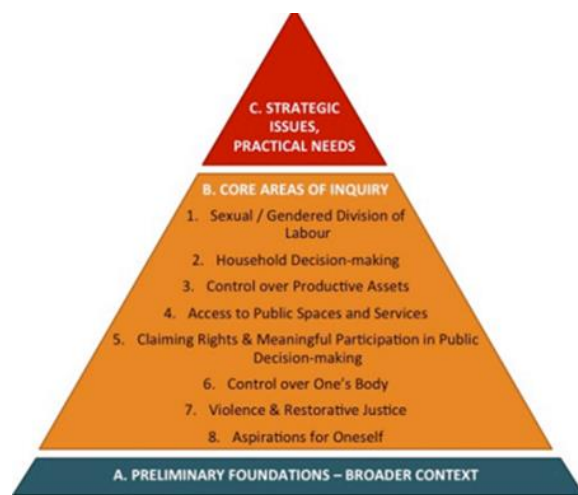 C. STRATEGIC
ISSUES,
PRACTICAL NEEDS
B. CORE AREAS OF INQUIRY
1. Sexual / Gendered Division of
Labour
2. Household Decision-making
3. Control over Productive Assets
4. Access to Public Spaces and Services
5. Claiming Rights & Meaningful Participation in Public
Decision-making
6. Control over One's Body
7. Violence & Restorative Justice
8. Aspirations for Oneself
A. PRELIMINARY FOUNDATIONS – BROADER CONTEXT